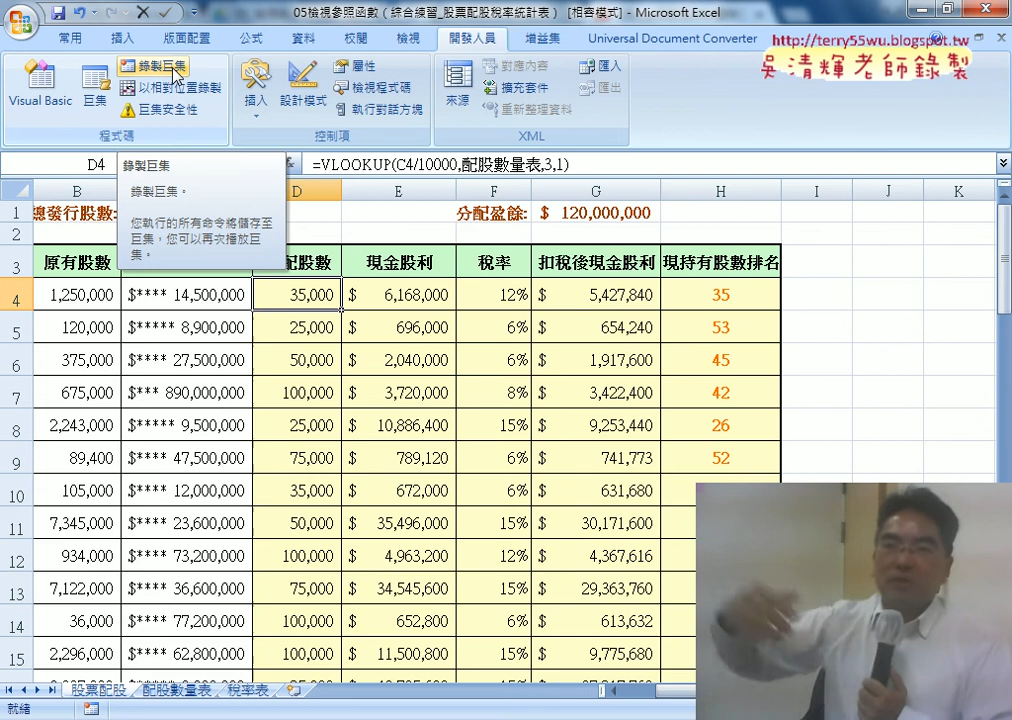 05檢視參照函數（綜合練習_股票配股稅率統計表） [相容模式] - Microsoft Excel
常用 插入 版面配置 公式 資料 校閱 檢視 開發人員 增益集 Universal Document Converter
http://terry55wu.blogspot.tw
吳清輝老師錄製
Visual Basic 巨集 錄製巨集 以相對位置錄製 巨集安全性 程式碼
插入 設計模式 屬性 檢視程式碼 執行對話方塊 控制項
來源 對應內容 擴充套件 重新整理資料 匯入 匯出 XML
D4 =VLOOKUP(C4/10000,配股數量表,3,1)
錄製巨集
錄製巨集。
您執行的所有命令將儲存至
巨集，您可以再次播放巨
集。
B D E F G H I J K
1 總發行股數: 分配盈餘: $ 120,000,000
2
3 原有股數 配股數 現金股利 稅率 扣稅後現金股利 現持有股數排名
4 1,250,000 $**** 14,500,000 35,000 $ 6,168,000 12% $ 5,427,840 35
5 120,000 $***** 8,900,000 25,000 $ 696,000 6% $ 654,240 53
6 375,000 $**** 27,500,000 50,000 $ 2,040,000 6% $ 1,917,600 45
7 675,000 $*** 890,000,000 100,000 $ 3,720,000 8% $ 3,422,400 42
8 2,243,000 $***** 9,500,000 25,000 $ 10,886,400 15% $ 9,253,440 26
9 89,400 $**** 47,500,000 75,000 $ 789,120 6% $ 741,773 52
10 105,000 $**** 12,000,000 35,000 $ 672,000 6% $ 631,680
11 7,345,000 $**** 23,600,000 50,000 $ 35,496,000 15% $ 30,171,600
12 934,000 $**** 73,200,000 100,000 $ 4,963,200 12% $ 4,367,616
13 7,122,000 $**** 36,600,000 75,000 $ 34,545,600 15% $ 29,363,760
14 36,000 $**** 77,200,000 100,000 $ 652,800 6% $ 613,632
15 2,296,000 $**** 62,800,000 100,000 $ 11,500,800 15% $ 9,775,680
股票配股 配股數量表 稅率表
就緒